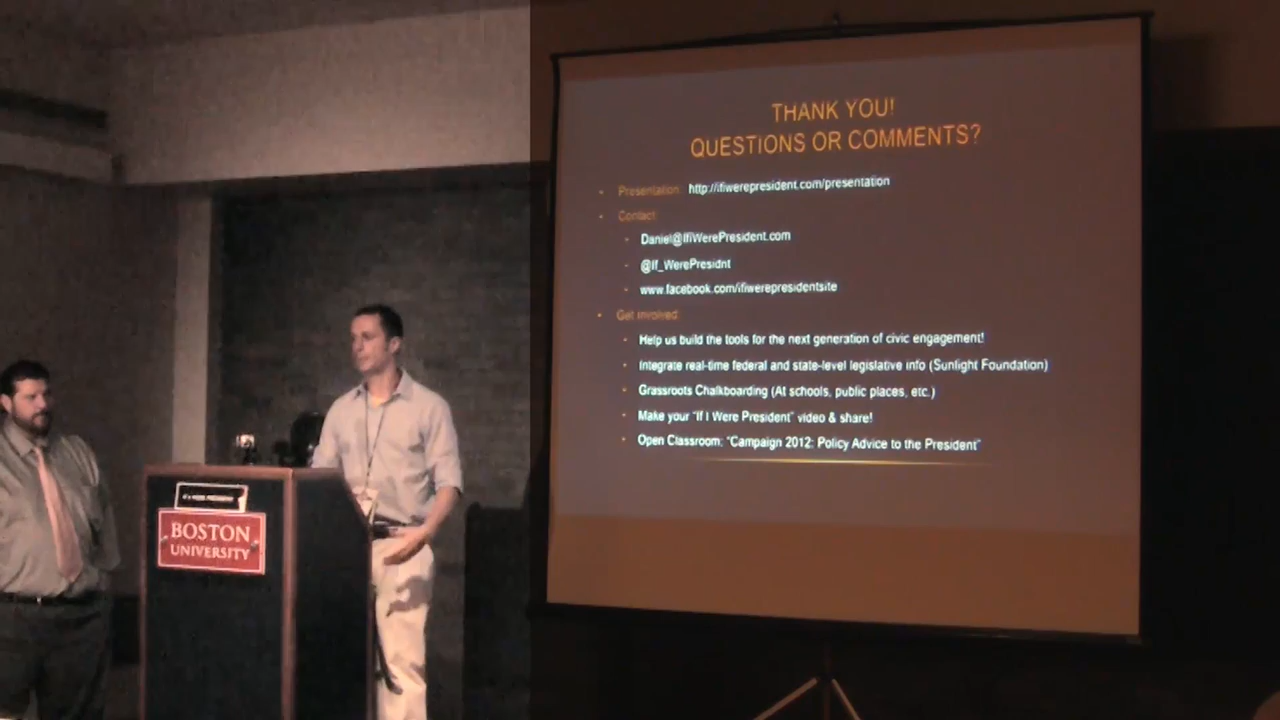 THANK YOU!
QUESTIONS OR COMMENTS?
Presentation: http://ifiwerepresident.com/presentation
Contact:
Daniel@IfIWerePresident.com
@If_WerePresidnt
www.facebook.com/ifiwerepresidentsite
Get involved:
Help us build the tools for the next generation of civic engagement!
Integrate real-time federal and state-level legislative info (Sunlight Foundation)
Grassroots Chalkboarding (At schools, public places, etc.)
Make your "If I Were President" video & share!
Open Classroom: "Campaign 2012: Policy Advice to the President"
IF I WERE PRESIDENT
BOSTON
UNIVERSITY